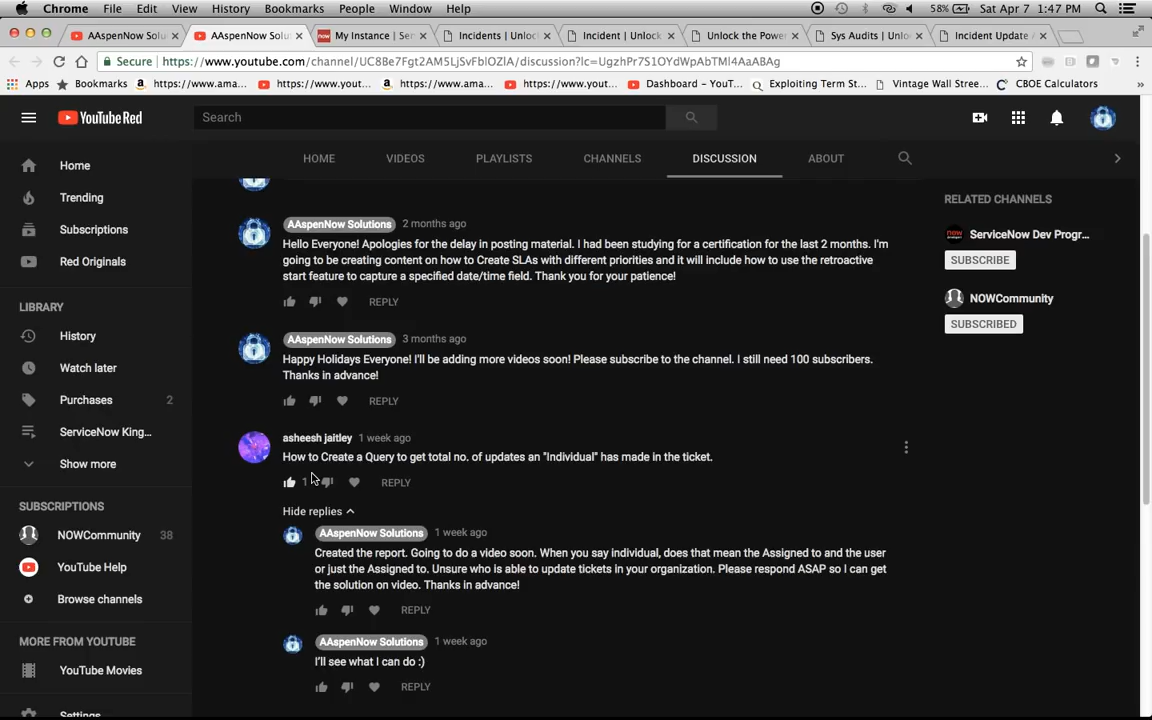 Chrome File Edit View History Bookmarks People Window Help 58% Sat Apr 7 1:47 PM
AAspenNow Solutions AAspenNow Solutions My Instance | Ser Incidents | Unloc Incident | Unlock Unlock the Power Sys Audits | Unloc Incident Update
Secure https://www.youtube.com/channel/UC8Be7Fgt2AM5LjSvFblOZIA/discussion?lc=UgzhPr7S1OYdWpAbTMl4AaABAg
Apps Bookmarks https://www.ama... https://www.yout... https://www.ama... https://www.yout... Dashboard - YouT... Exploiting Term St... Vintage Wall Stree... CBOE Calculators »
YouTube Red Search
HOME VIDEOS PLAYLISTS CHANNELS DISCUSSION ABOUT
Home
Trending
Subscriptions
Red Originals
LIBRARY
History
Watch later
Purchases 2
ServiceNow King...
Show more
SUBSCRIPTIONS
NOWCommunity 38
YouTube Help
Browse channels
MORE FROM YOUTUBE
YouTube Movies
Settings
AAspenNow Solutions 2 months ago
Hello Everyone! Apologies for the delay in posting material. I had been studying for a certification for the last 2 months. I'm
going to be creating content on how to Create SLAs with different priorities and it will include how to use the retroactive
start feature to capture a specified date/time field. Thank you for your patience!
REPLY
AAspenNow Solutions 3 months ago
Happy Holidays Everyone! I'll be adding more videos soon! Please subscribe to the channel. I still need 100 subscribers.
Thanks in advance!
REPLY
asheesh jaitley 1 week ago
How to Create a Query to get total no. of updates an "Individual" has made in the ticket.
1 REPLY
Hide replies
AAspenNow Solutions 1 week ago
Created the report. Going to do a video soon. When you say individual, does that mean the Assigned to and the user
or just the Assigned to. Unsure who is able to update tickets in your organization. Please respond ASAP so I can get
the solution on video. Thanks in advance!
REPLY
AAspenNow Solutions 1 week ago
I'll see what I can do :)
REPLY
RELATED CHANNELS
ServiceNow Dev Progr...
SUBSCRIBE
NOWCommunity
SUBSCRIBED